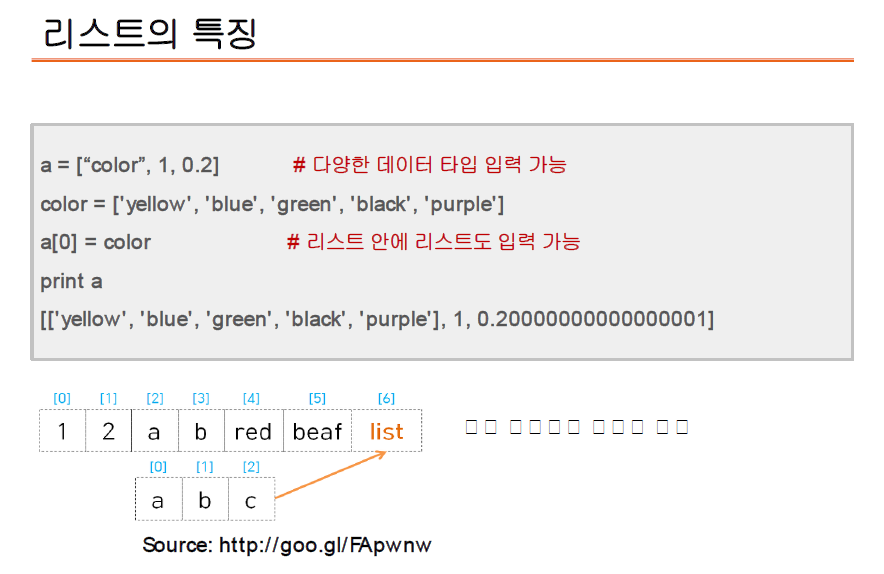 리스트의 특징
a = [“color”, 1, 0.2] # 다양한 데이터 타입 입력 가능
color = ['yellow', 'blue', 'green', 'black', 'purple']
a[0] = color # 리스트 안에 리스트도 입력 가능
print a
[['yellow', 'blue', 'green', 'black', 'purple'], 1, 0.20000000000000001]
[0] [1] [2] [3] [4] [5] [6]
1 2 a b red beaf list
[0] [1] [2]
a b c
Source: http://goo.gl/FApwnw